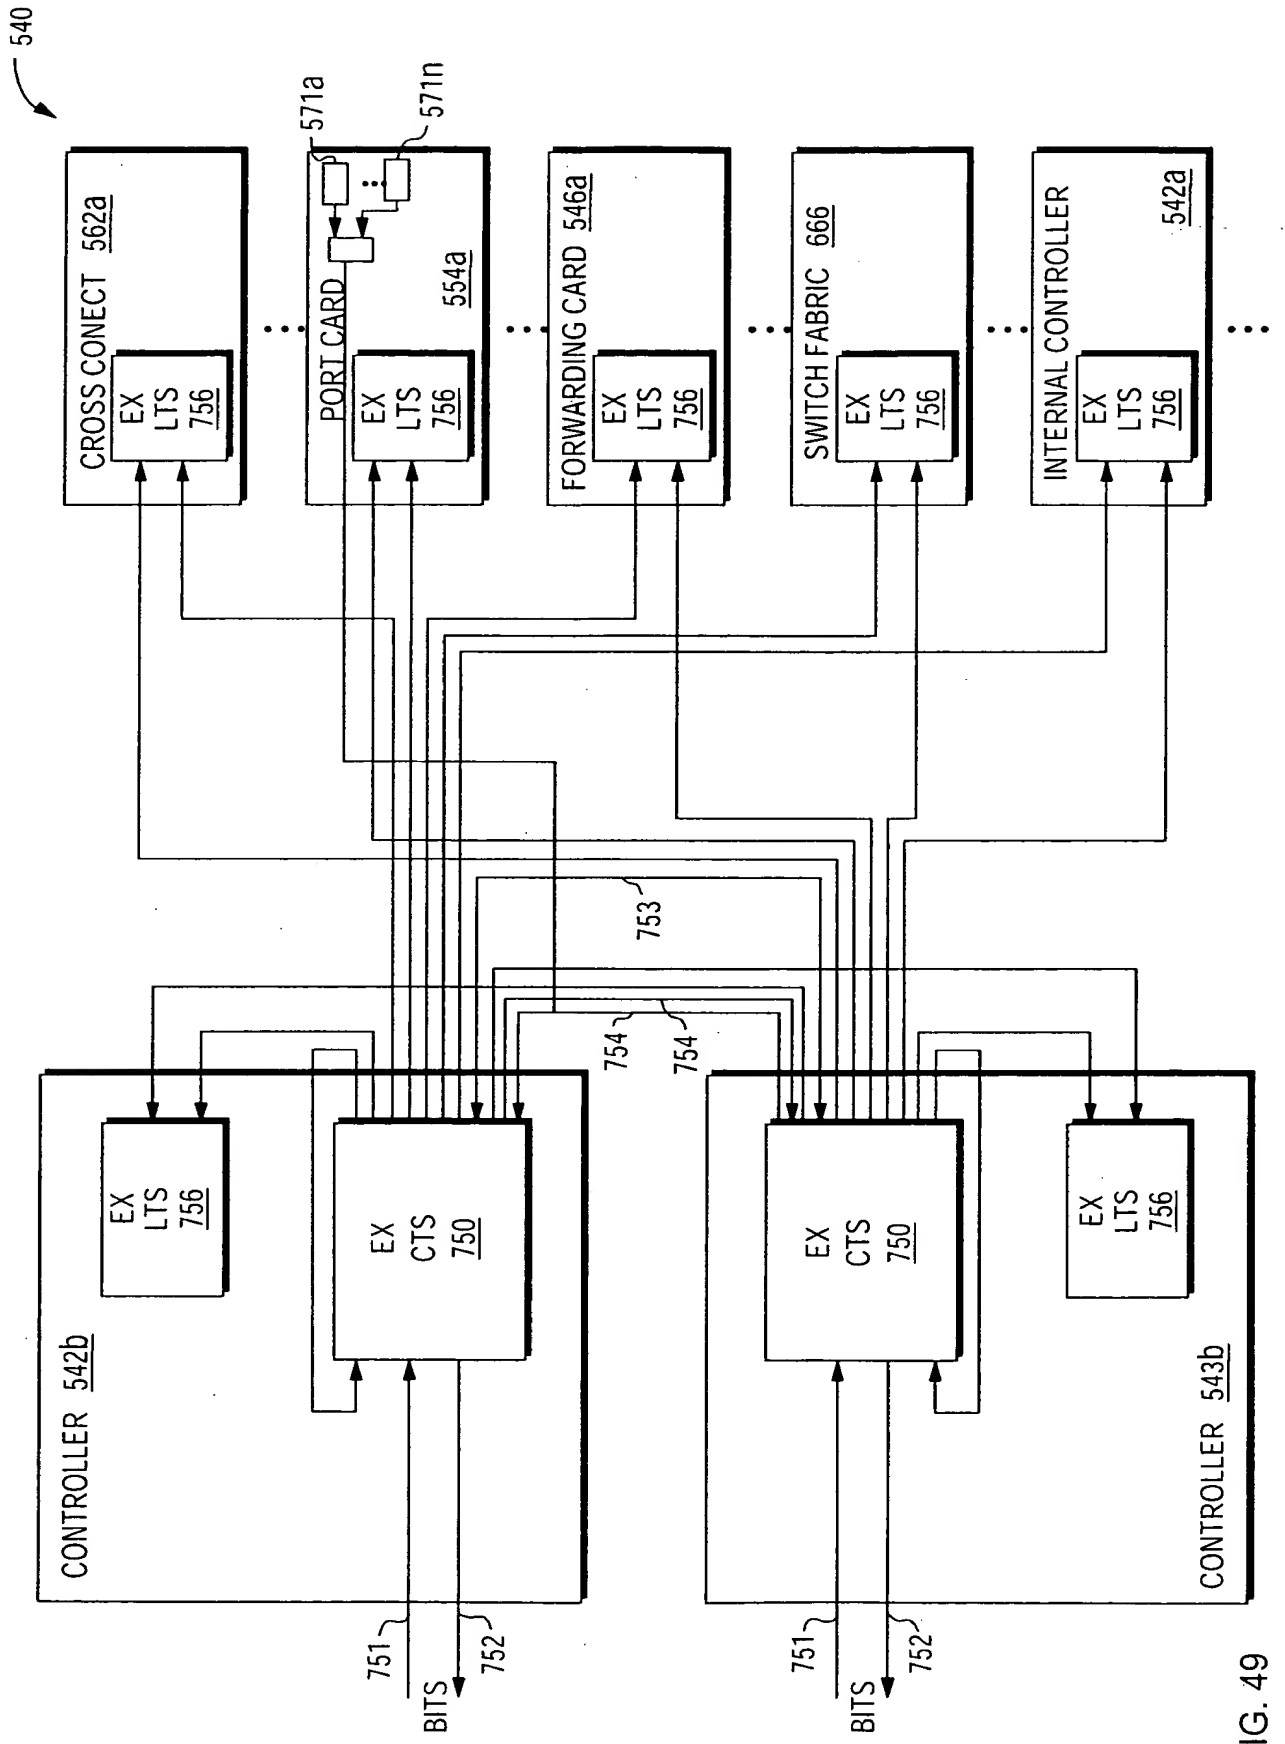 540
CROSS CONECT 562a
EX
LTS
756
571a
571n
PORT CARD
554a
EX
LTS
756
FORWARDING CARD 546a
EX
LTS
756
SWITCH FABRIC 666
EX
LTS
756
INTERNAL CONTROLLER
542a
EX
LTS
756
753
754
754
CONTROLLER 542b
EX
LTS
756
EX
CTS
750
751
752
BITS
EX
CTS
750
EX
LTS
756
CONTROLLER 543b
751
752
BITS
IG. 49